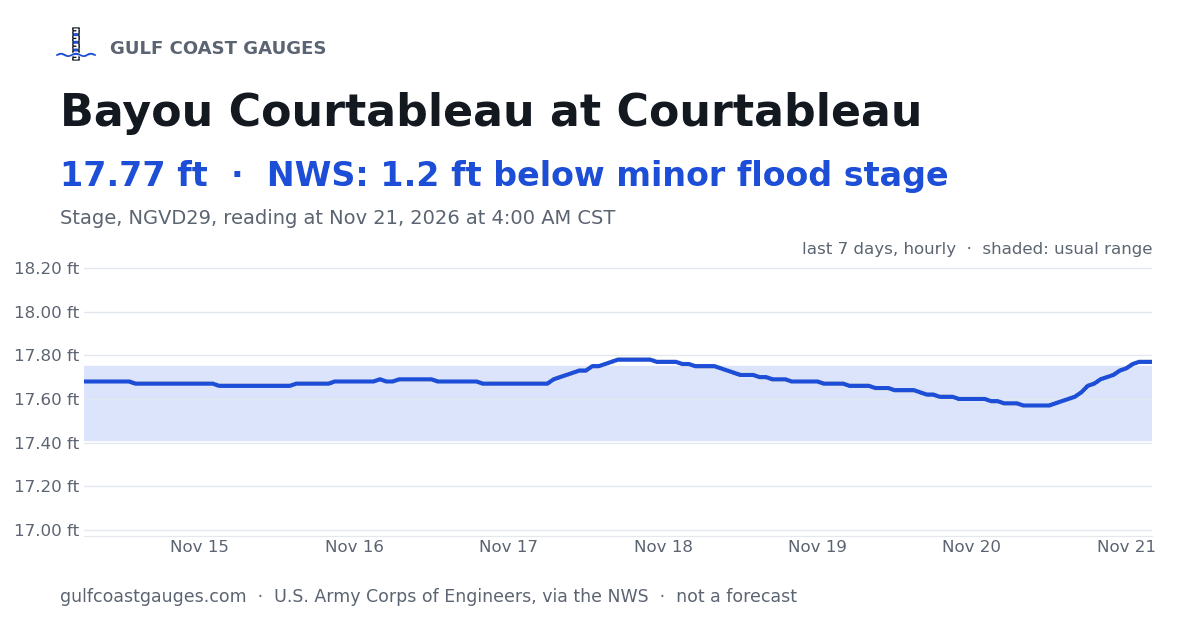 GULF COAST GAUGES
Bayou Courtableau at Courtableau
17.77 ft · NWS: 1.2 ft below minor flood stage
Stage, NGVD29, reading at Nov 21, 2026 at 4:00 AM CST
last 7 days, hourly · shaded: usual range
18.20 ft
18.00 ft
17.80 ft
17.60 ft
17.40 ft
17.20 ft
17.00 ft
Nov 15 Nov 16 Nov 17 Nov 18 Nov 19 Nov 20 Nov 21
gulfcoastgauges.com · U.S. Army Corps of Engineers, via the NWS · not a forecast